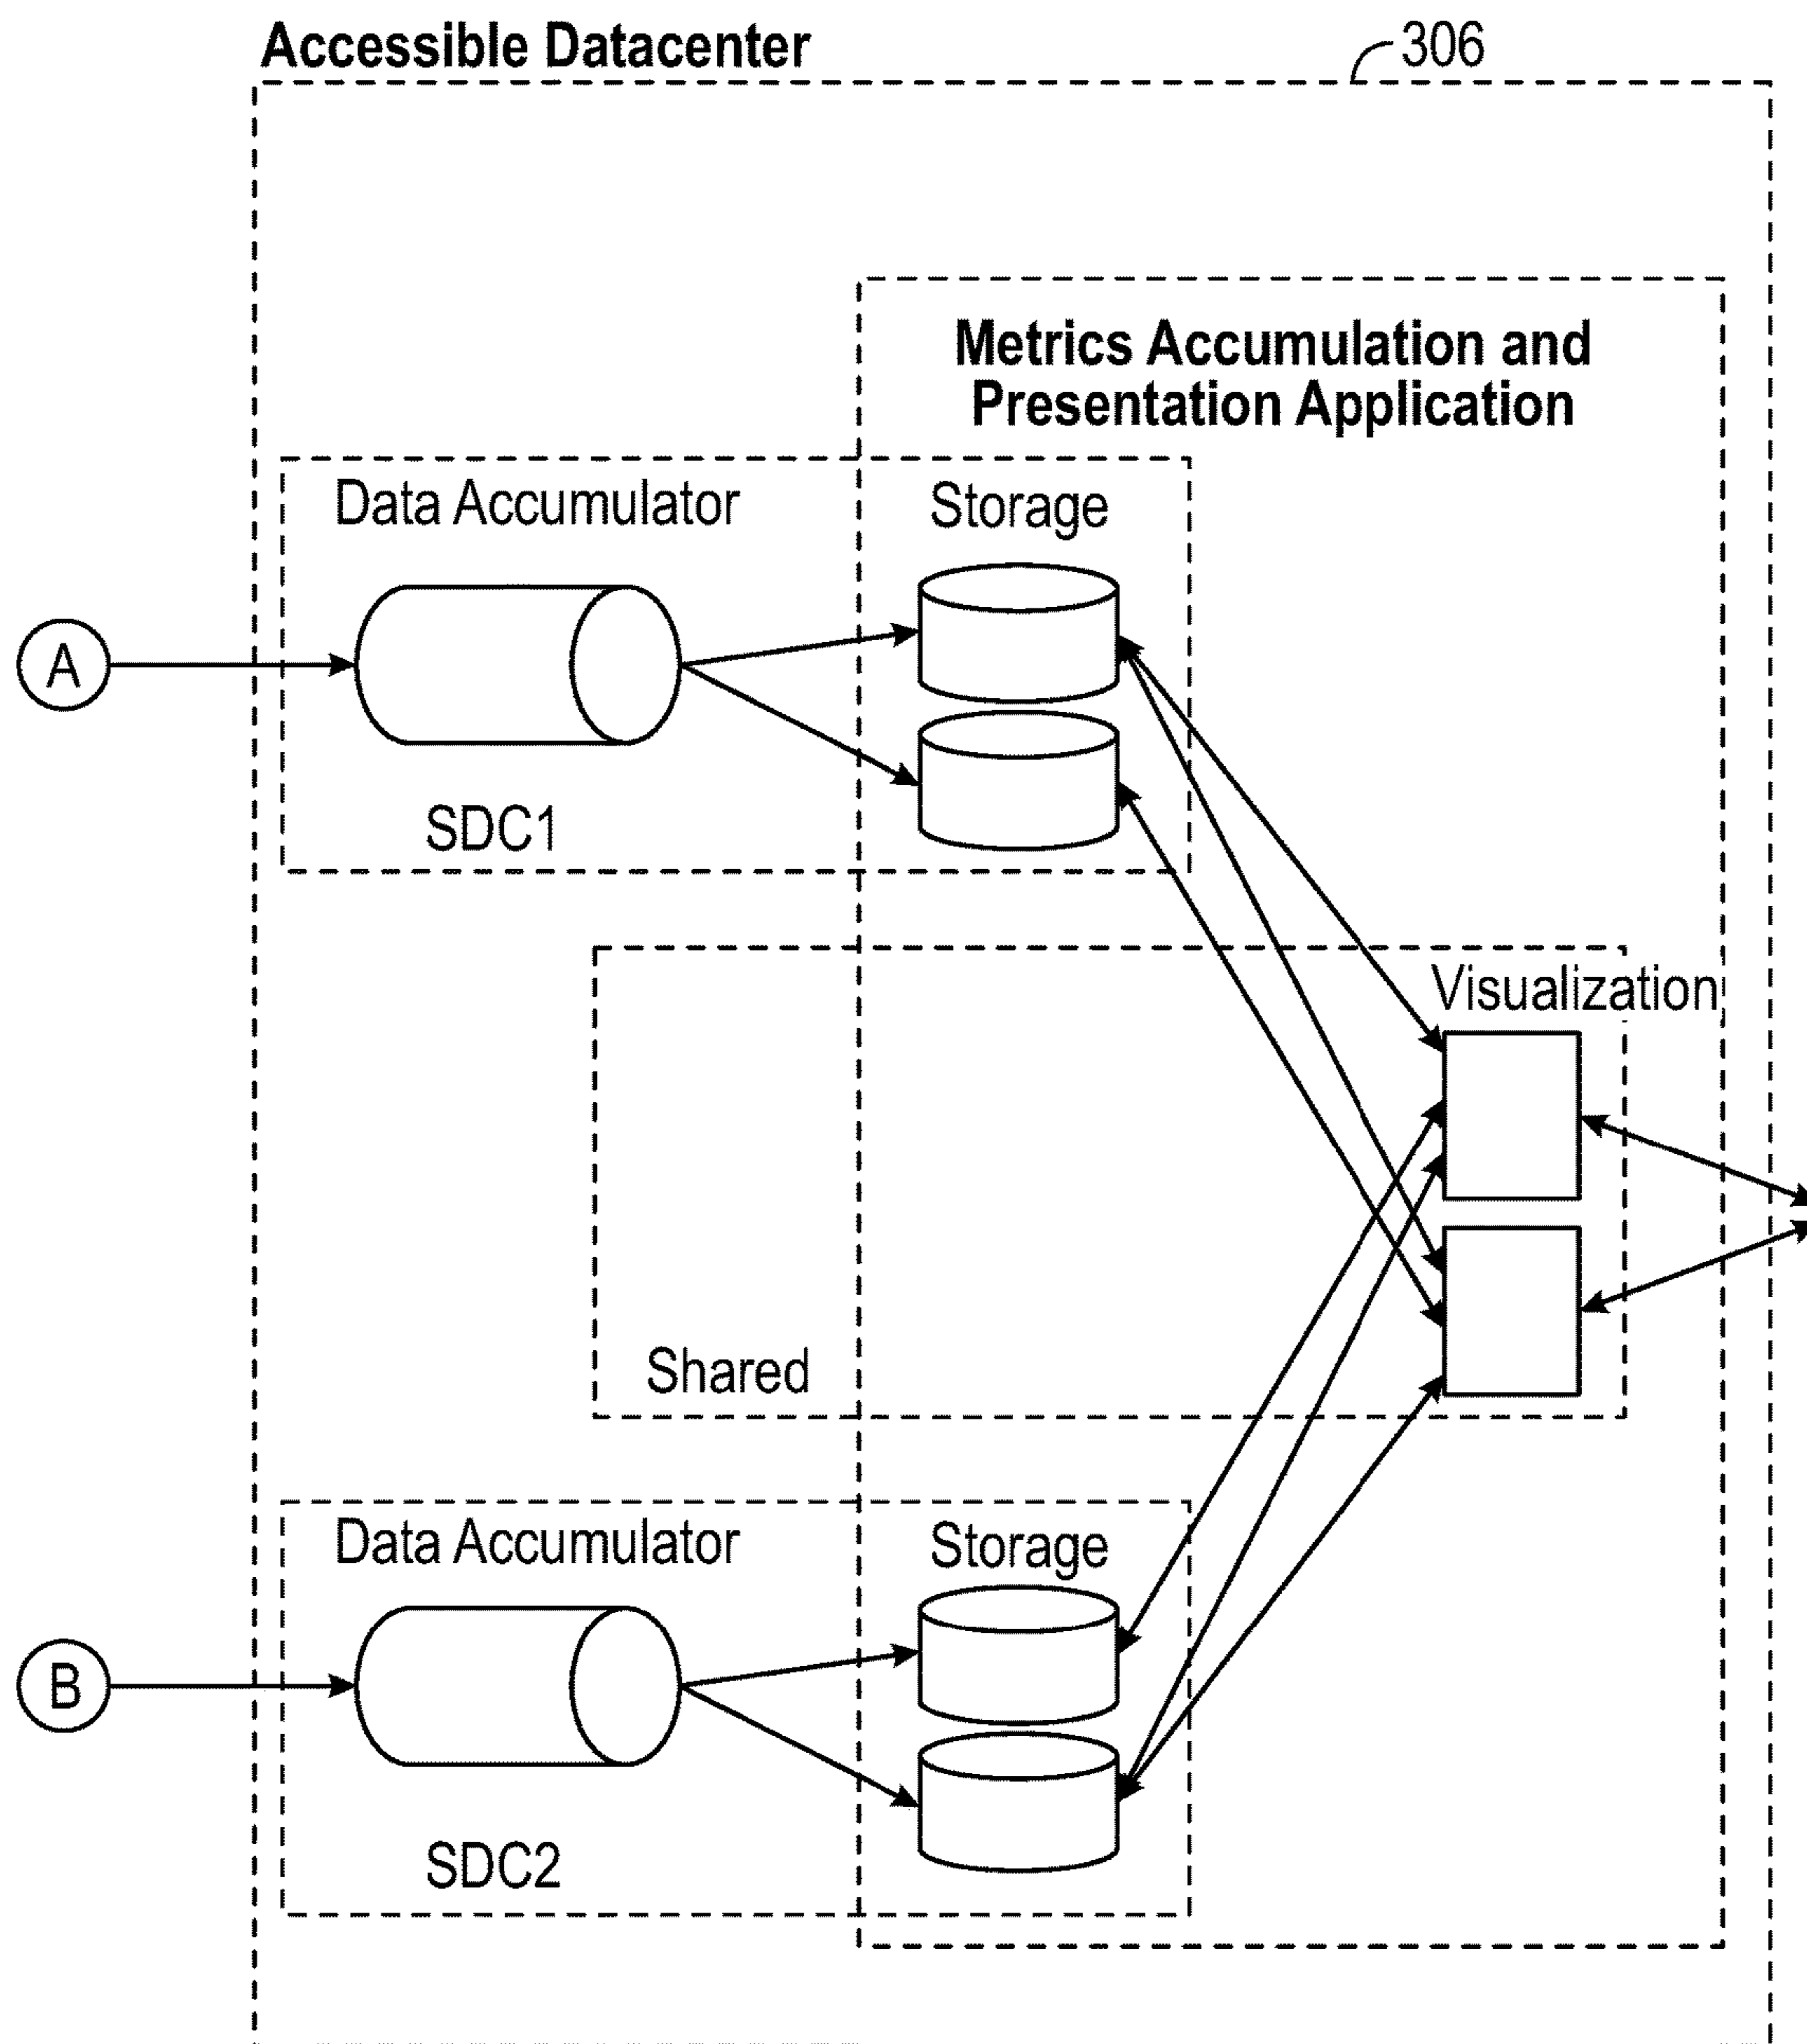 Accessible Datacenter
306
Metrics Accumulation and
Presentation Application
Data Accumulator
Storage
A
SDC1
Visualization
Shared
Data Accumulator
Storage
B
SDC2